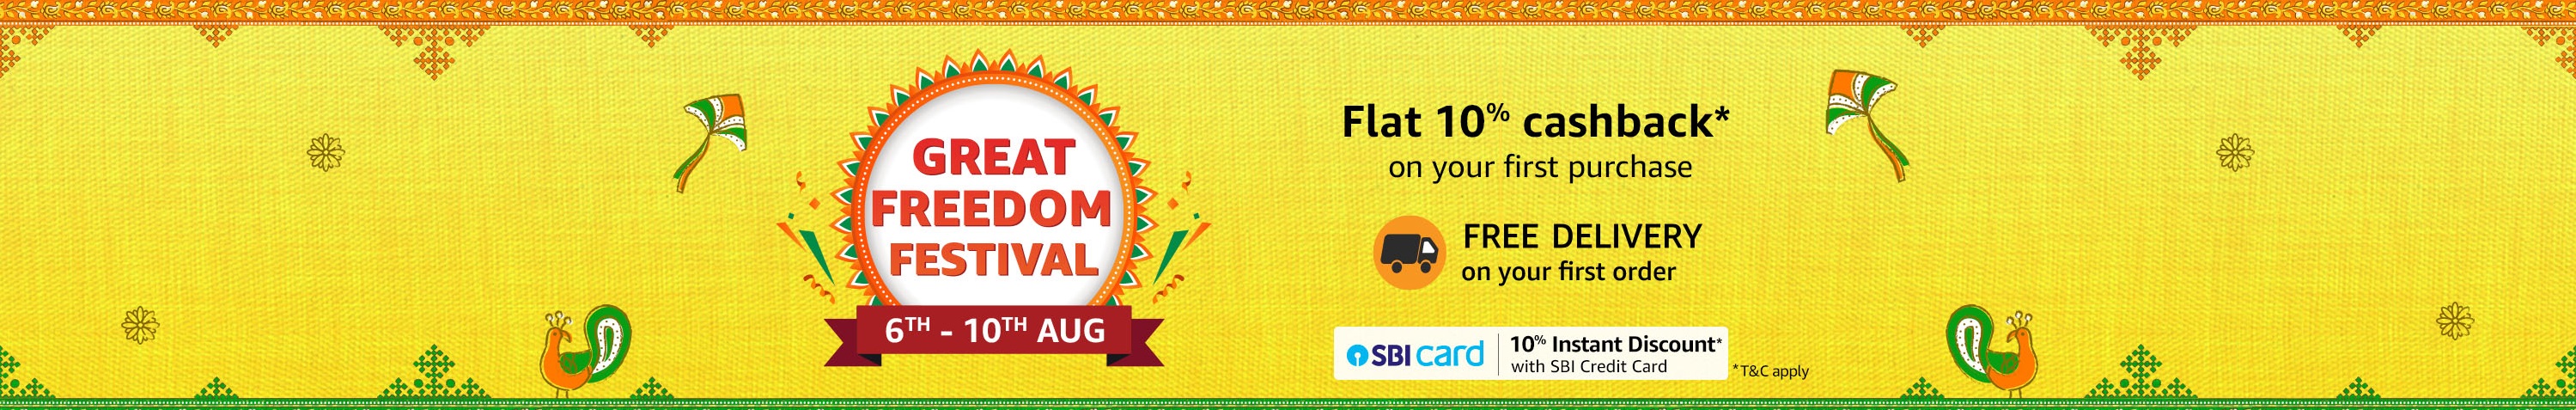 GREAT
FREEDOM
FESTIVAL
6TH - 10TH AUG
Flat 10% cashback*
on your first purchase
FREE DELIVERY
on your first order
SBI card
10% Instant Discount*
with SBI Credit Card
*T&C apply